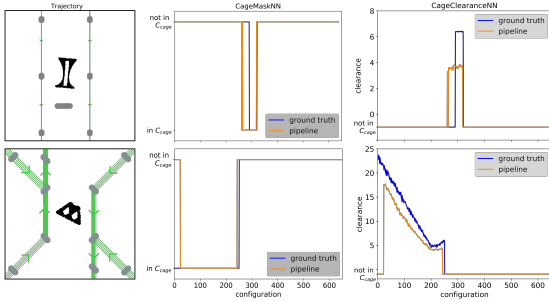 Trajectory
CageMaskNN
CageClearanceNN
not in
C_cage
in C_cage
ground truth
pipeline
clearance
8
6
4
2
0
not in
C_cage
ground truth
pipeline
not in
C_cage
in C_cage
ground truth
pipeline
0 100 200 300 400 500 600
configuration
clearance
25
20
15
10
5
0
not in
C_cage
ground truth
pipeline
0 100 200 300 400 500 600
configuration